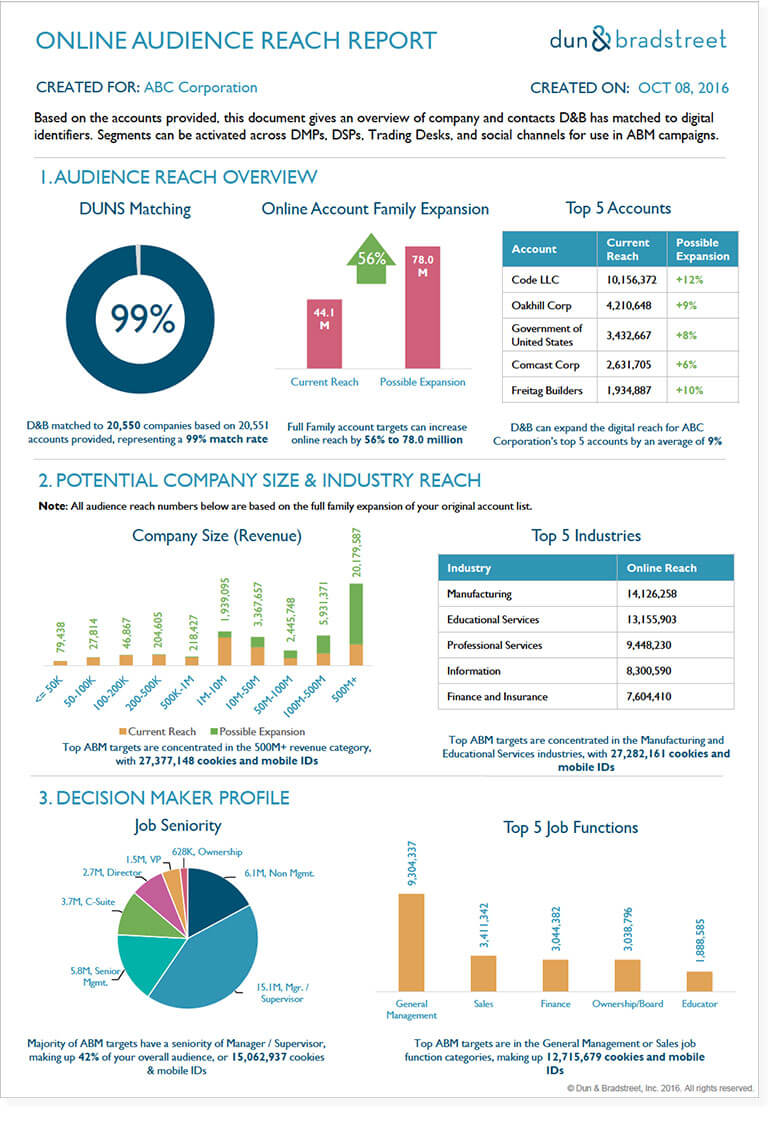 ONLINE AUDIENCE REACH REPORT
dun & bradstreet
CREATED FOR: ABC Corporation
CREATED ON: OCT 08, 2016
Based on the accounts provided, this document gives an overview of company and contacts D&B has matched to digital
identifiers. Segments can be activated across DMPs, DSPs, Trading Desks, and social channels for use in ABM campaigns.
1. AUDIENCE REACH OVERVIEW
DUNS Matching
99%
D&B matched to 20,550 companies based on 20,551
accounts provided, representing a 99% match rate
Online Account Family Expansion
56%
44.1
M
78.0
M
Current Reach Possible Expansion
Full Family account targets can increase
online reach by 56% to 78.0 million
Top 5 Accounts
Account Current Reach Possible Expansion
Code LLC 10,156,372 +12%
Oakhill Corp 4,210,648 +9%
Government of United States 3,432,667 +8%
Comcast Corp 2,631,705 +6%
Freitag Builders 1,934,887 +10%
D&B can expand the digital reach for ABC
Corporation's top 5 accounts by an average of 9%
2. POTENTIAL COMPANY SIZE & INDUSTRY REACH
Note: All audience reach numbers below are based on the full family expansion of your original account list.
Company Size (Revenue)
79,438
27,814
46,867
204,605
218,427
1,939,095
3,367,657
2,445,748
5,931,371
20,179,587
<= 50K
50-100K
100-200K
200-500K
500K-1M
1M-10M
10M-50M
50M-100M
100M-500M
500M+
Current Reach Possible Expansion
Top ABM targets are concentrated in the 500M+ revenue category,
with 27,377,148 cookies and mobile IDs
Top 5 Industries
Industry Online Reach
Manufacturing 14,126,258
Educational Services 13,155,903
Professional Services 9,448,230
Information 8,300,590
Finance and Insurance 7,604,410
Top ABM targets are concentrated in the Manufacturing and
Educational Services industries, with 27,282,161 cookies and
mobile IDs
3. DECISION MAKER PROFILE
Job Seniority
628K, Ownership
1.5M, VP
2.7M, Director
6.1M, Non Mgmt.
3.7M, C-Suite
5.8M, Senior
Mgmt.
15.1M, Mgr. /
Supervisor
Majority of ABM targets have a seniority of Manager / Supervisor,
making up 42% of your overall audience, or 15,062,937 cookies
& mobile IDs
Top 5 Job Functions
9,304,337
3,411,342
3,044,382
3,038,796
1,888,585
General
Management
Sales
Finance
Ownership/Board
Educator
Top ABM targets are in the General Management or Sales job
function categories, making up 12,715,679 cookies and mobile
IDs
© Dun & Bradstreet, Inc. 2016. All rights reserved.